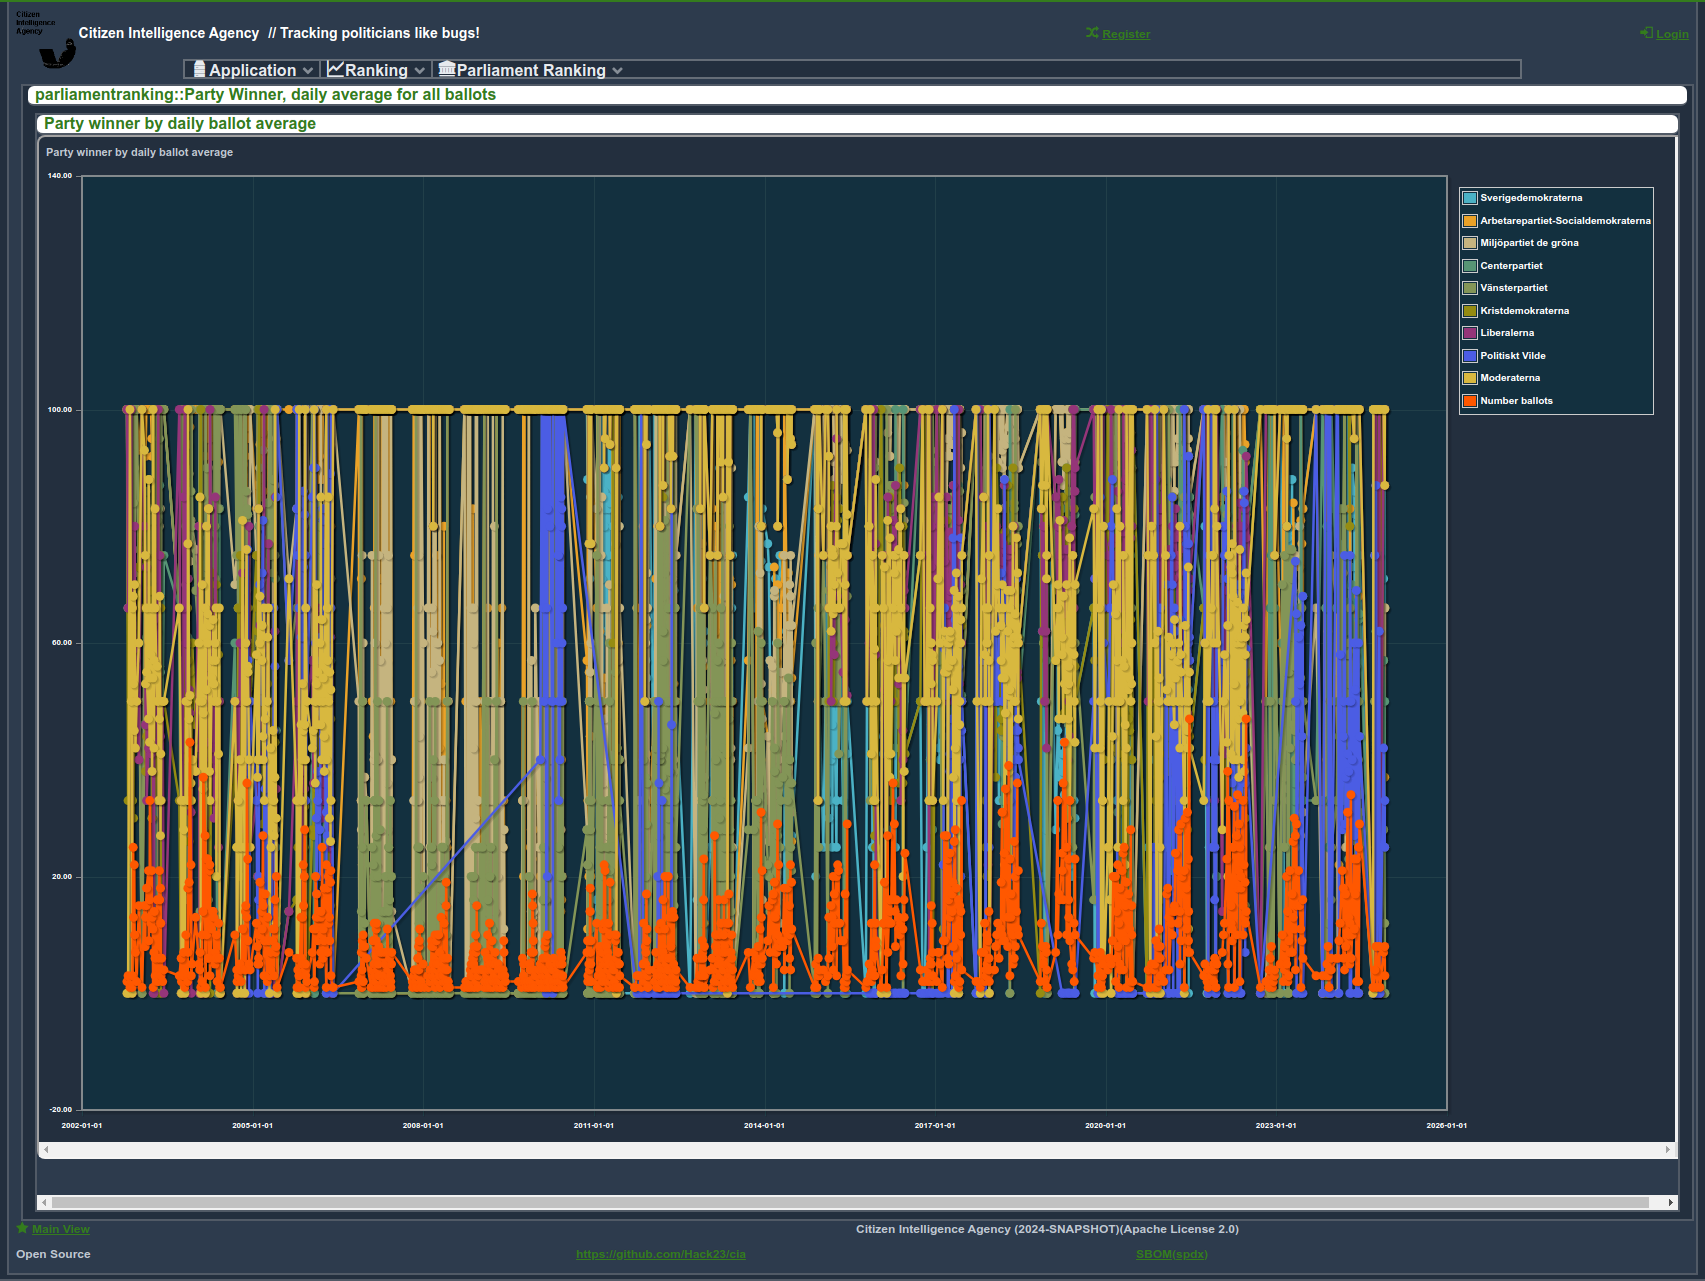 Citizen
Intelligence
Agency
Citizen Intelligence Agency // Tracking politicians like bugs!
Register
Login
Application
Ranking
Parliament Ranking
parliamentranking::Party Winner, daily average for all ballots
Party winner by daily ballot average
Party winner by daily ballot average
140.00
100.00
60.00
20.00
-20.00
2002-01-01
2005-01-01
2008-01-01
2011-01-01
2014-01-01
2017-01-01
2020-01-01
2023-01-01
2026-01-01
Sverigedemokraterna
Arbetarepartiet-Socialdemokraterna
Miljöpartiet de gröna
Centerpartiet
Vänsterpartiet
Kristdemokraterna
Liberalerna
Politiskt Vilde
Moderaterna
Number ballots
Main View
Citizen Intelligence Agency (2024-SNAPSHOT)(Apache License 2.0)
Open Source
https://github.com/Hack23/cia
SBOM(spdx)